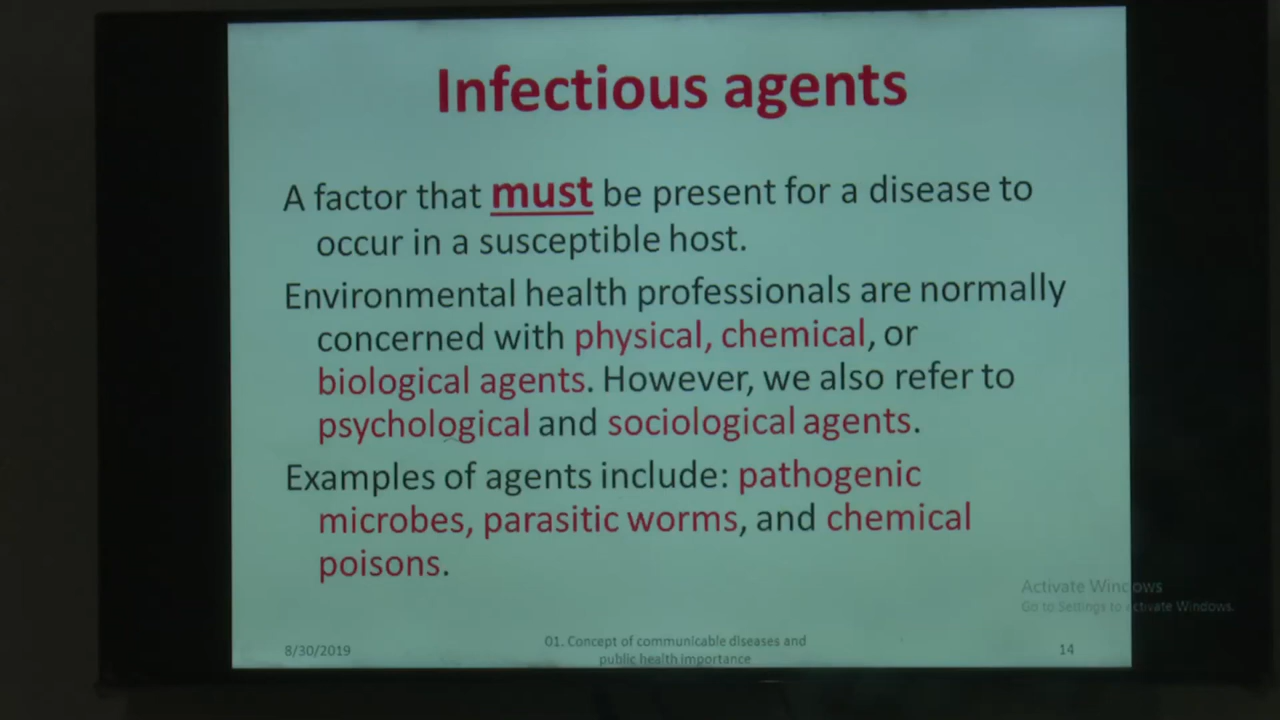 Infectious agents
A factor that must be present for a disease to
occur in a susceptible host.
Environmental health professionals are normally
concerned with physical, chemical, or
biological agents. However, we also refer to
psychological and sociological agents.
Examples of agents include: pathogenic
microbes, parasitic worms, and chemical
poisons.
Activate Windows
Go to Settings to activate Windows.
8/30/2019
01. Concept of communicable diseases and
public health importance
14